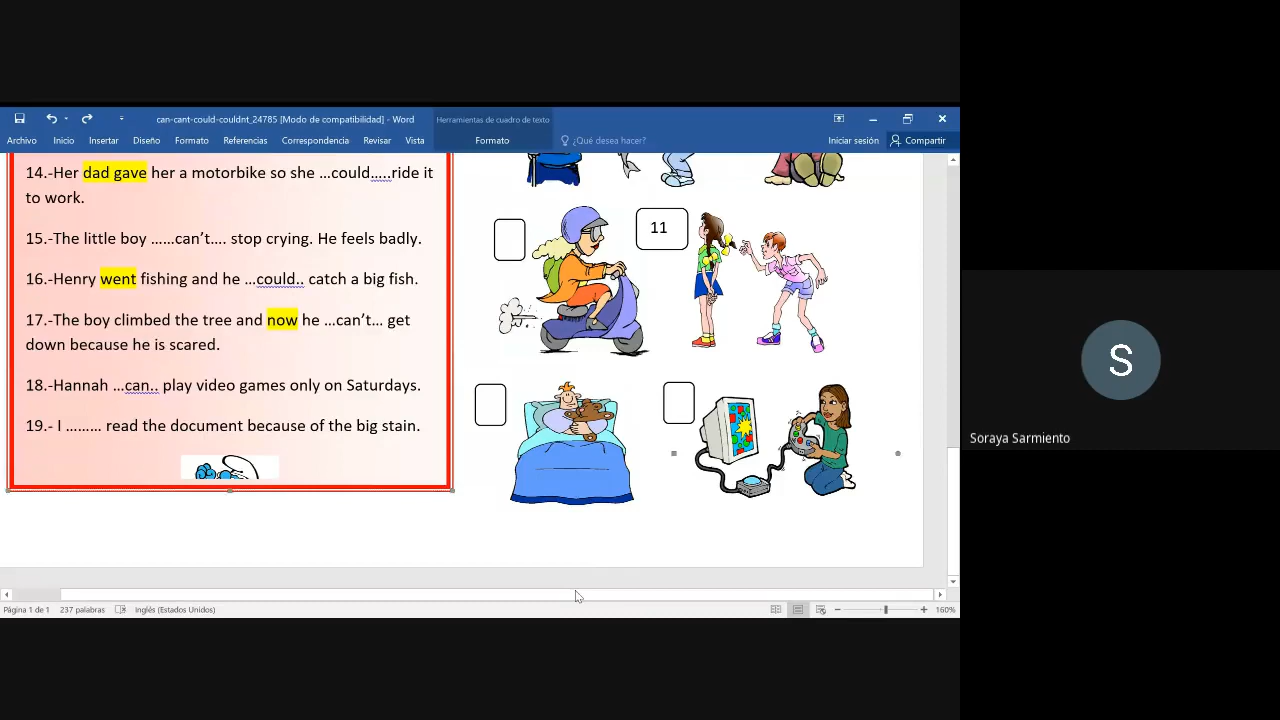 can-cant-could-couldnt_24785 [Modo de compatibilidad] - Word
Herramientas de cuadro de texto
Archivo Inicio Insertar Diseño Formato Referencias Correspondencia Revisar Vista Formato ¿Qué desea hacer? Iniciar sesión Compartir
14.-Her dad gave her a motorbike so she …could…..ride it
to work.
15.-The little boy ……can’t…. stop crying. He feels badly.
16.-Henry went fishing and he …could.. catch a big fish.
17.-The boy climbed the tree and now he …can’t… get
down because he is scared.
18.-Hannah …can.. play video games only on Saturdays.
19.- I ……… read the document because of the big stain.
11
S
Soraya Sarmiento
Página 1 de 1 237 palabras Inglés (Estados Unidos) 160%